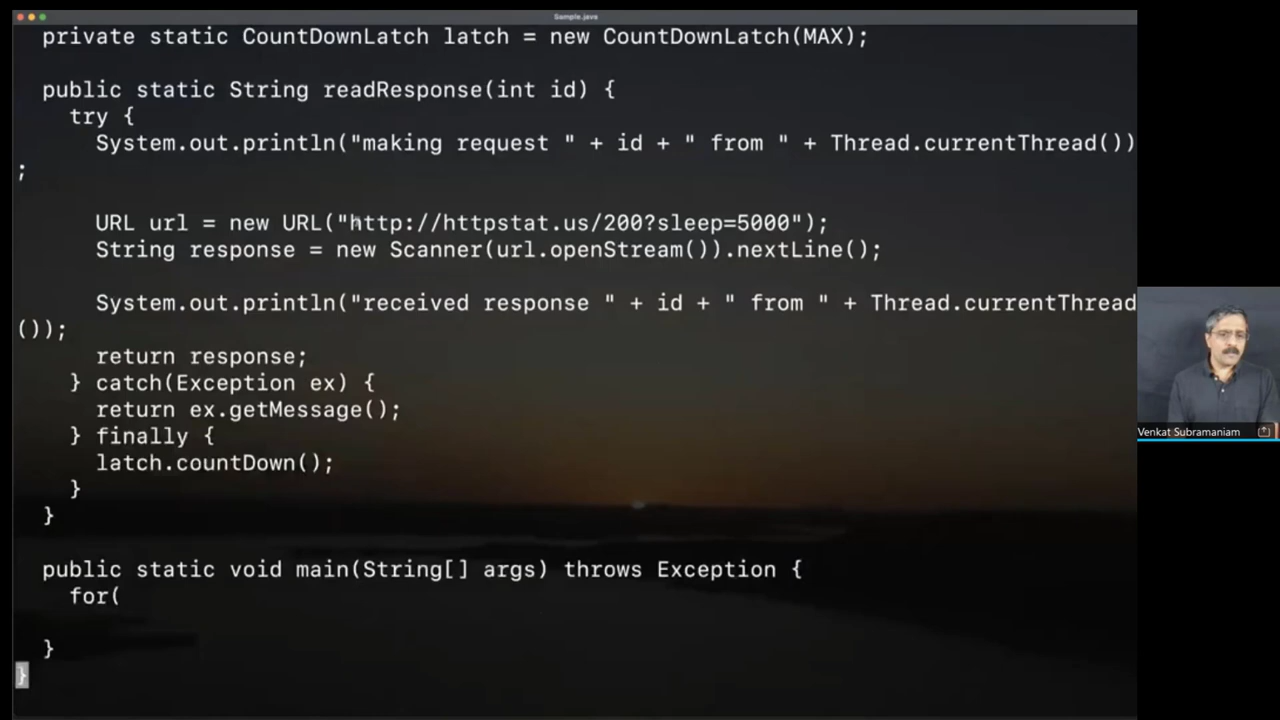 Sample.java
private static CountDownLatch latch = new CountDownLatch(MAX);
public static String readResponse(int id) {
try {
System.out.println("making request " + id + " from " + Thread.currentThread())
;
URL url = new URL("http://httpstat.us/200?sleep=5000");
String response = new Scanner(url.openStream()).nextLine();
System.out.println("received response " + id + " from " + Thread.currentThread
());
return response;
} catch(Exception ex) {
return ex.getMessage();
} finally {
latch.countDown();
}
}
public static void main(String[] args) throws Exception {
for(
}
}
Venkat Subramaniam